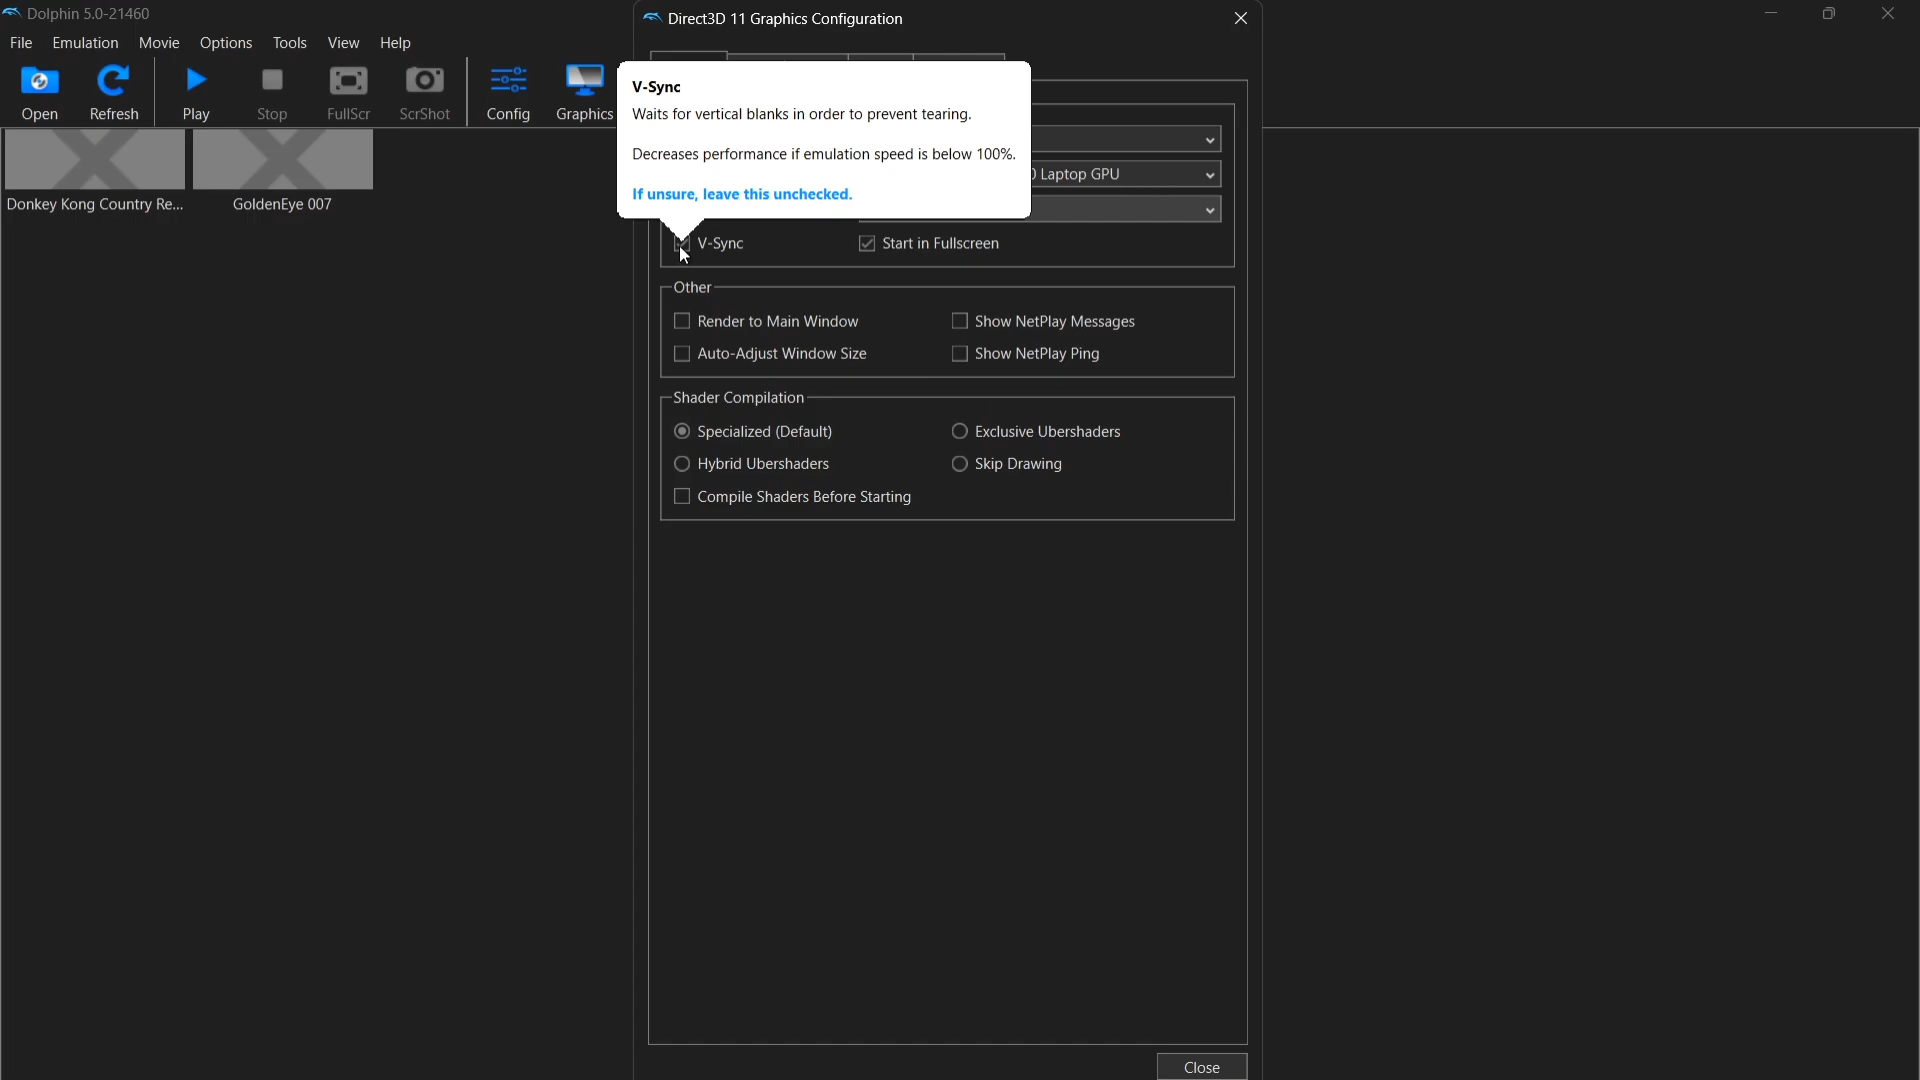 Dolphin 5.0-21460
Direct3D 11 Graphics Configuration
File Emulation Movie Options Tools View Help
Open Refresh Play Stop FullScr ScrShot Config Graphics
V-Sync
Waits for vertical blanks in order to prevent tearing.
Decreases performance if emulation speed is below 100%.
If unsure, leave this unchecked.
Laptop GPU
Donkey Kong Country Re... GoldenEye 007
V-Sync Start in Fullscreen
Other
Render to Main Window Show NetPlay Messages
Auto-Adjust Window Size Show NetPlay Ping
Shader Compilation
Specialized (Default) Exclusive Ubershaders
Hybrid Ubershaders Skip Drawing
Compile Shaders Before Starting
Close